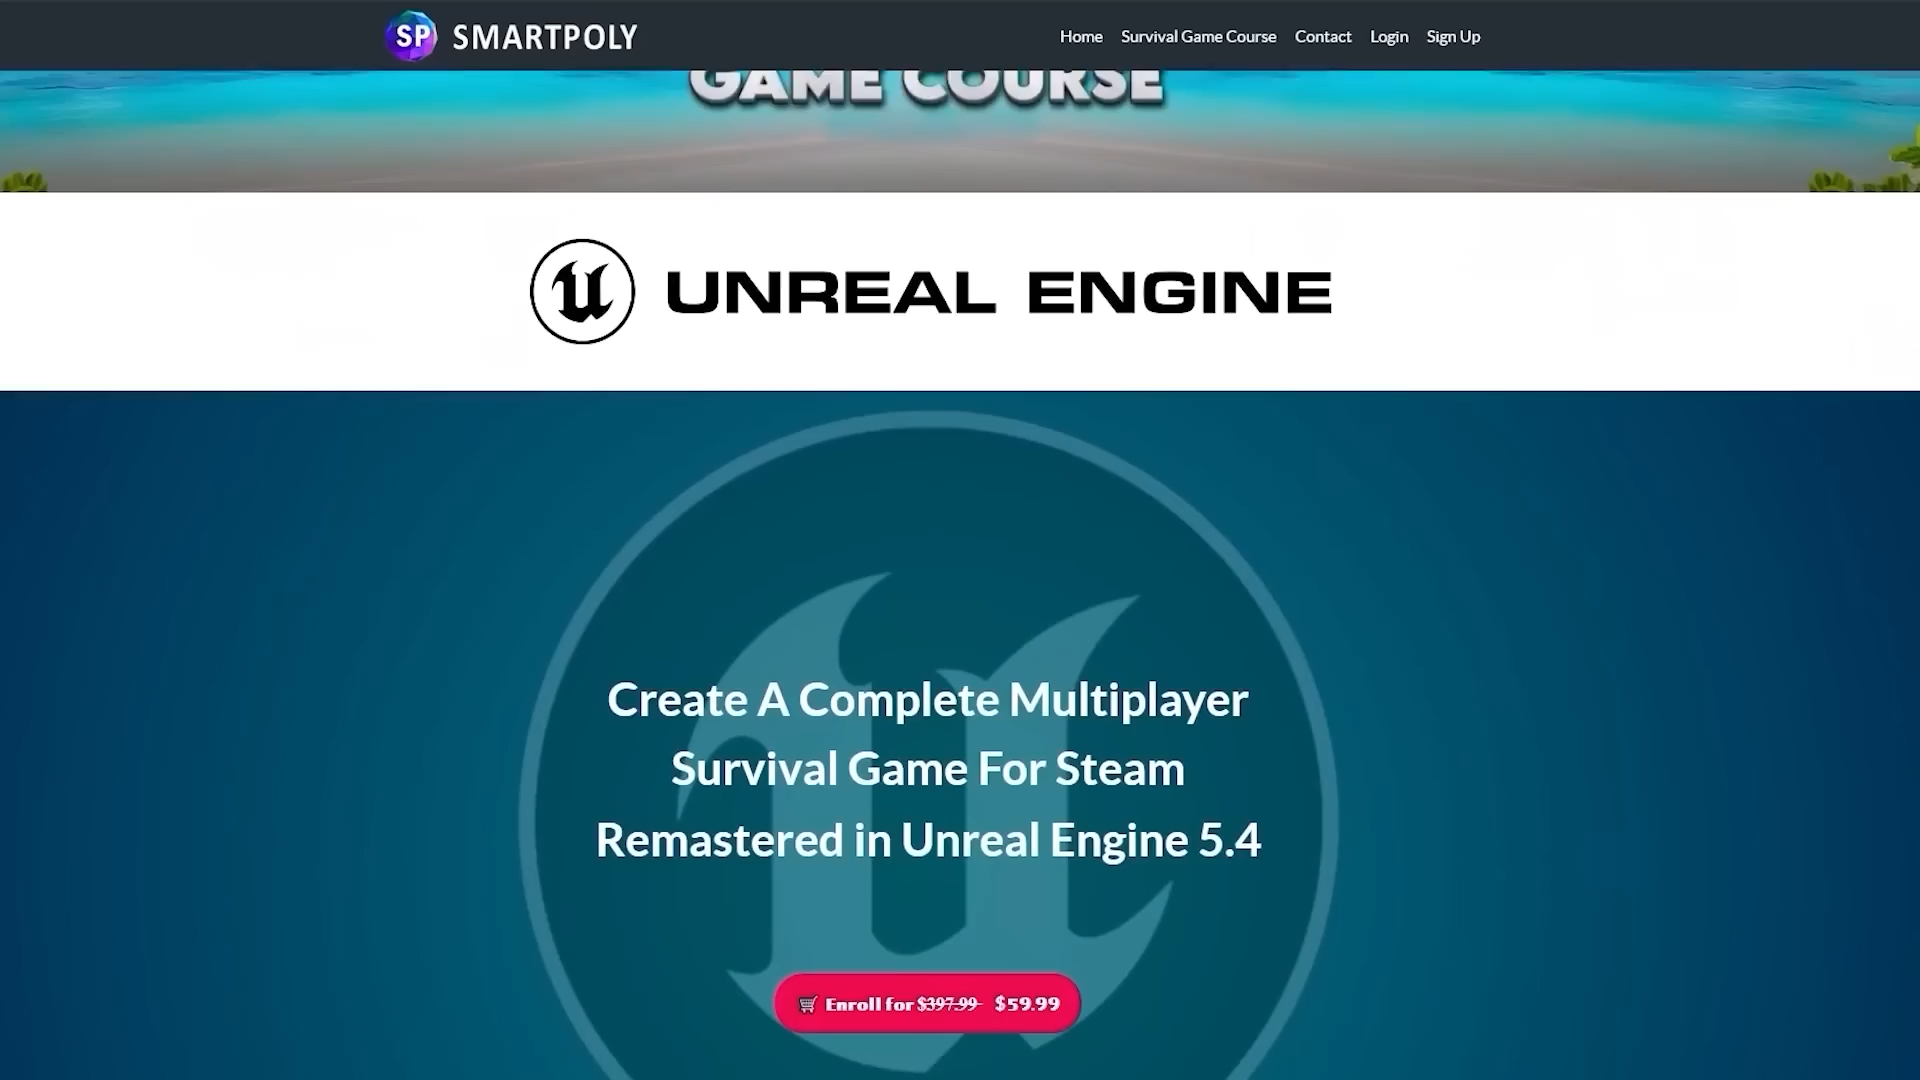 SP SMARTPOLY
Home Survival Game Course Contact Login Sign Up
GAME COURSE
UNREAL ENGINE
Create A Complete Multiplayer
Survival Game For Steam
Remastered in Unreal Engine 5.4
Enroll for $397.99 $59.99